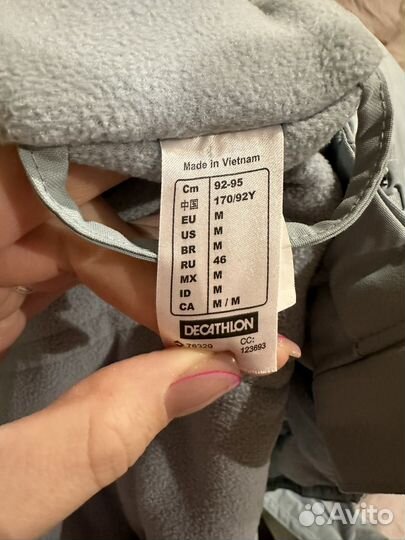 Made in Vietnam
Cm 92-95
中国 170/92Y
EU M
US M
BR M
RU 46
MX M
ID M
CA M / M
DECATHLON
CC:
123693
Avito